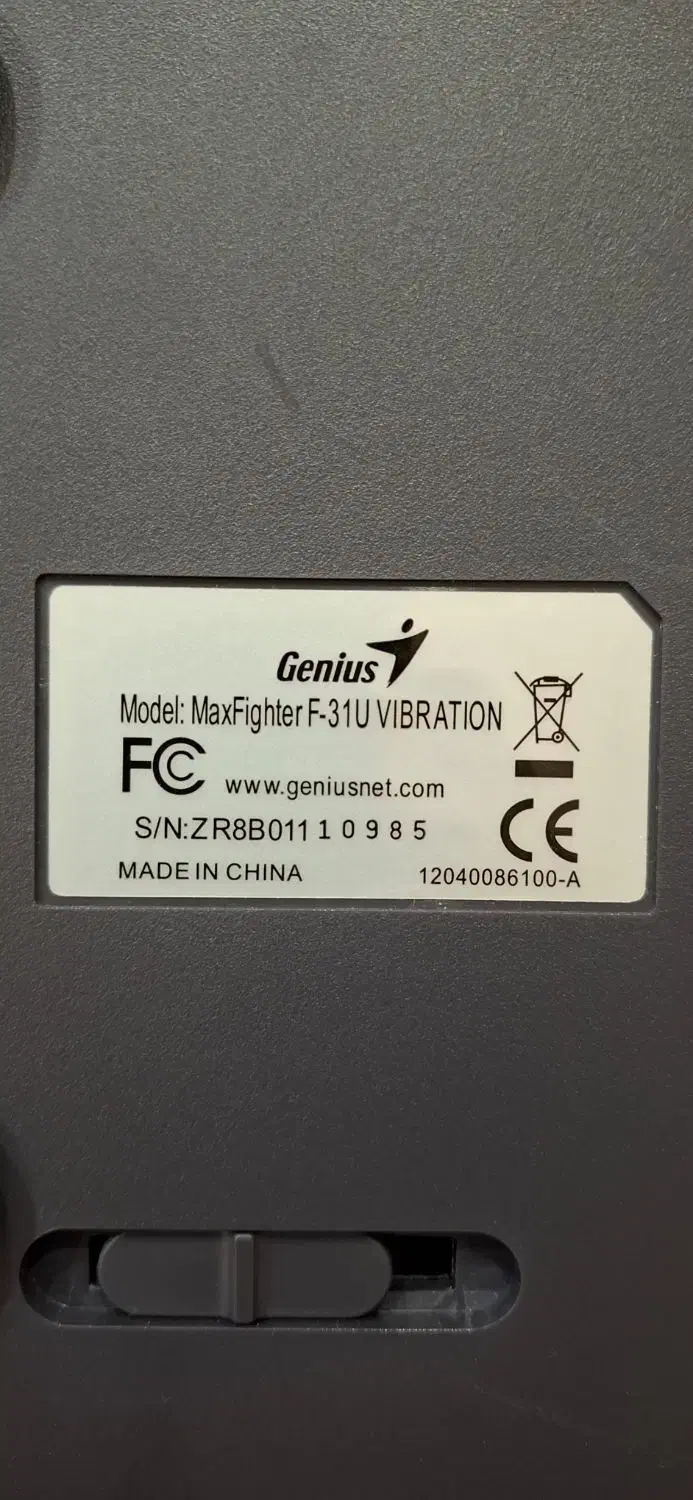 Genius
Model: MaxFighter F-31U VIBRATION
FC www.geniusnet.com
S/N:ZR8B01110985
CE
MADE IN CHINA 12040086100-A